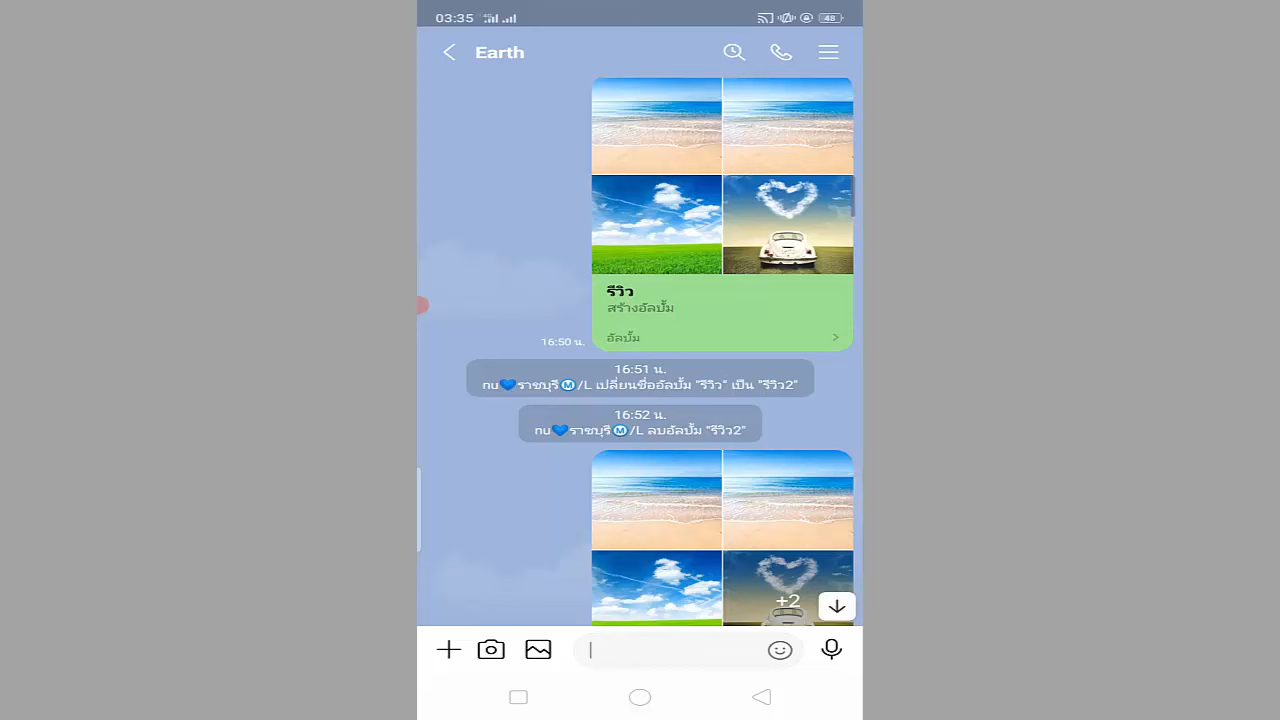 03:35
48
Earth
รีวิว
สร้างอัลบั้ม
อัลบั้ม
16:50 น.
16:51 น.
กบ💙ราชบุรีⓂ️/L เปลี่ยนชื่ออัลบั้ม "รีวิว" เป็น "รีวิว2"
16:52 น.
กบ💙ราชบุรีⓂ️/L ลบอัลบั้ม "รีวิว2"
+2